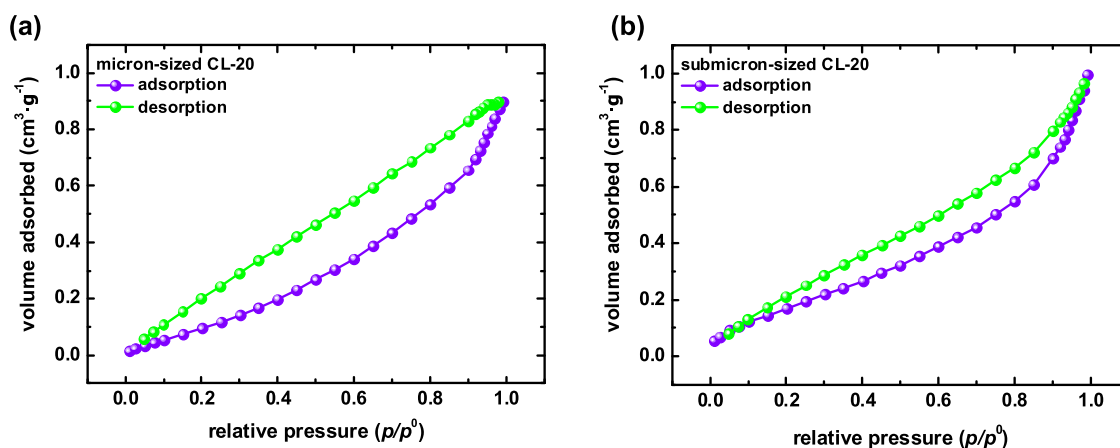 (a)
micron-sized CL-20
adsorption
desorption
volume adsorbed (cm³·g⁻¹)
1.0
0.8
0.6
0.4
0.2
0.0
0.0 0.2 0.4 0.6 0.8 1.0
relative pressure (p/p⁰)
(b)
submicron-sized CL-20
adsorption
desorption
volume adsorbed (cm³·g⁻¹)
1.0
0.8
0.6
0.4
0.2
0.0
0.0 0.2 0.4 0.6 0.8 1.0
relative pressure (p/p⁰)